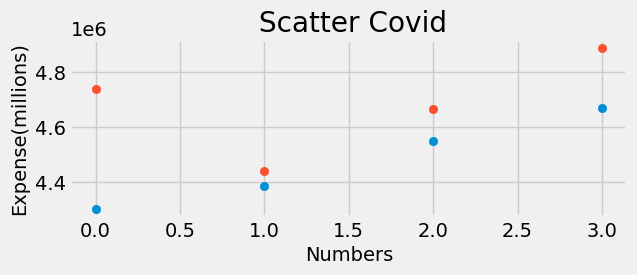 Scatter Covid
1e6
Expense(millions)
4.8
4.6
4.4
0.0 0.5 1.0 1.5 2.0 2.5 3.0
Numbers